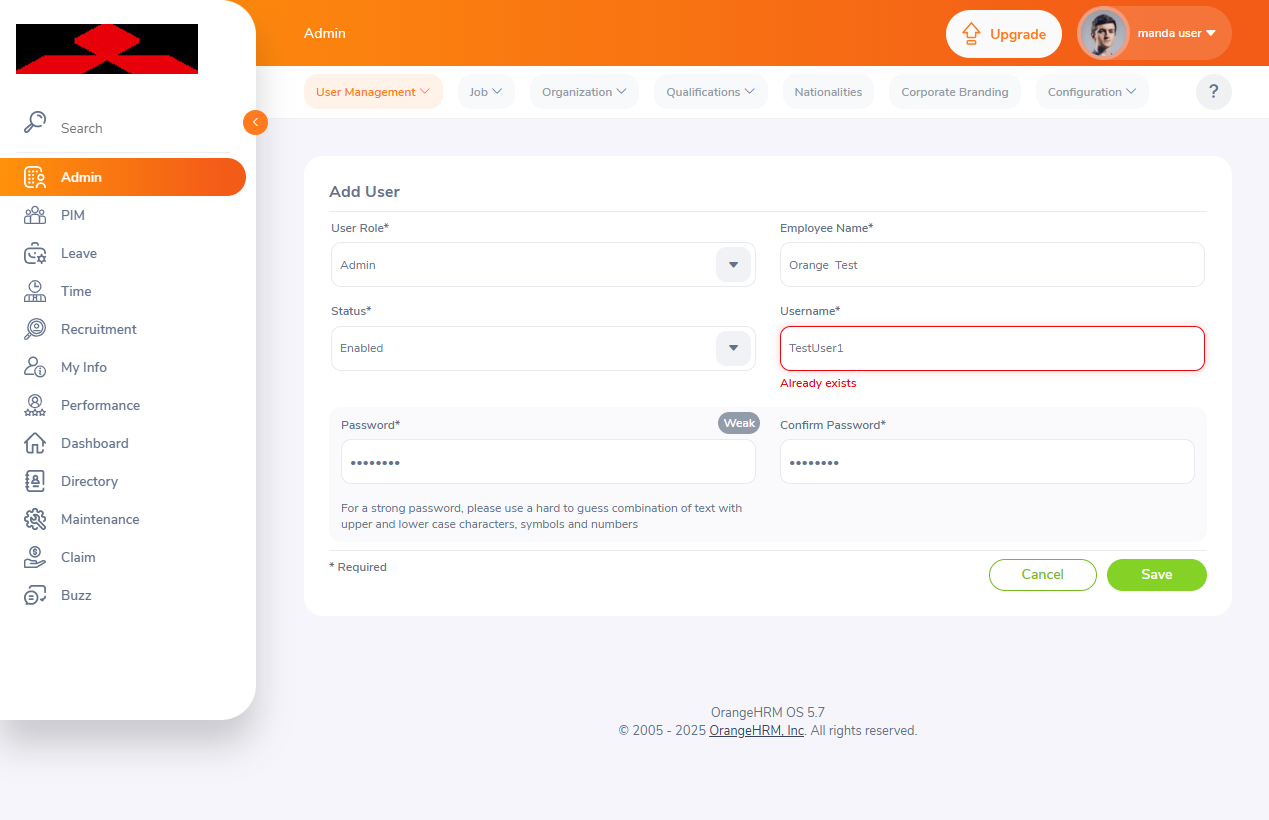 Admin
Upgrade
manda user
User Management
Job
Organization
Qualifications
Nationalities
Corporate Branding
Configuration
?
Search
Admin
PIM
Leave
Time
Recruitment
My Info
Performance
Dashboard
Directory
Maintenance
Claim
Buzz
Add User
User Role*
Admin
Employee Name*
Orange  Test
Status*
Enabled
Username*
TestUser1
Already exists
Password*
Weak
••••••••
Confirm Password*
••••••••
For a strong password, please use a hard to guess combination of text with
upper and lower case characters, symbols and numbers
* Required
Cancel
Save
OrangeHRM OS 5.7
© 2005 - 2025 OrangeHRM, Inc. All rights reserved.